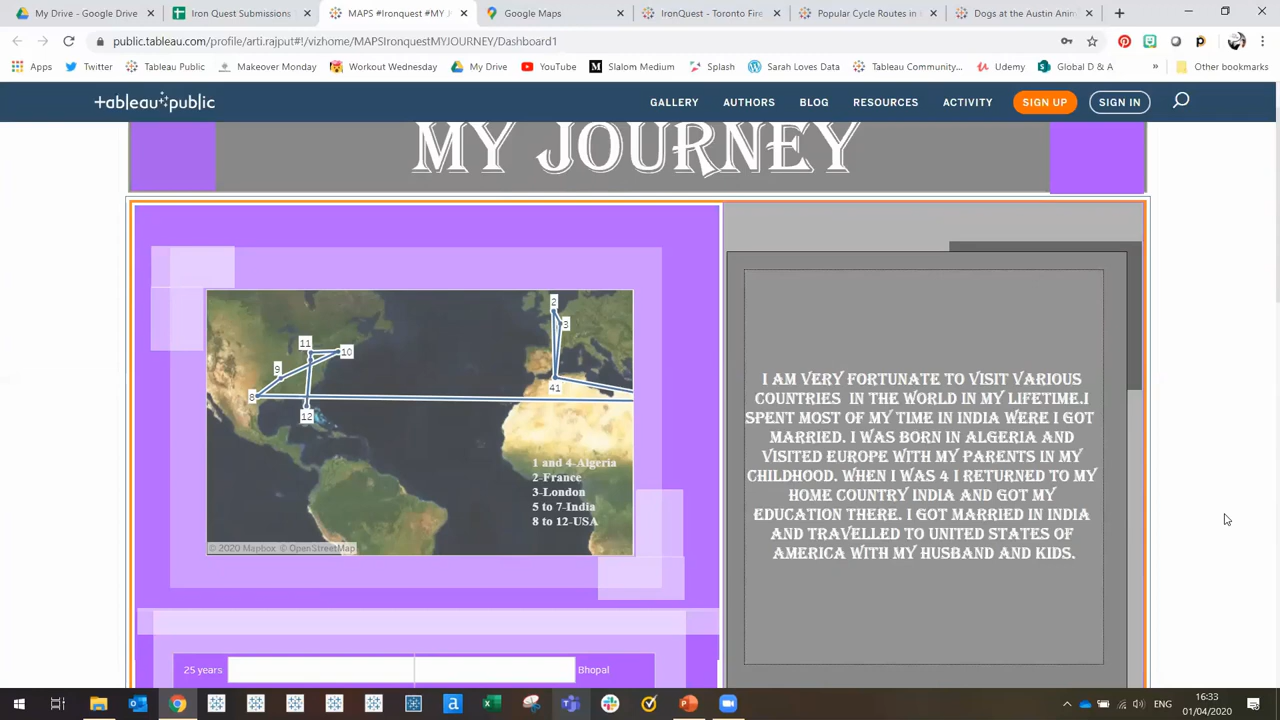 My Drive - Google Drive
Iron Quest Submissions
MAPS #Ironquest #MY J
Google Maps
IronQuest - Toronto Fire
Popular Cycle Routes in
Dogs at the Austin Anim
public.tableau.com/profile/arti.rajput#!/vizhome/MAPSIronquestMYJOURNEY/Dashboard1
Apps
Twitter
Tableau Public
Makeover Monday
Workout Wednesday
My Drive
YouTube
Slalom Medium
Splash
Sarah Loves Data
Tableau Community...
Udemy
Global D & A
»
Other bookmarks
+ableau+public
GALLERY
AUTHORS
BLOG
RESOURCES
ACTIVITY
SIGN UP
SIGN IN
MY JOURNEY
2
3
11
10
9
8
12
41
1 and 4-Algeria
2-France
3-London
5 to 7-India
8 to 12-USA
© 2020 Mapbox © OpenStreetMap
I AM VERY FORTUNATE TO VISIT VARIOUS
COUNTRIES IN THE WORLD IN MY LIFETIME.I
SPENT MOST OF MY TIME IN INDIA WERE I GOT
MARRIED. I WAS BORN IN ALGERIA AND
VISITED EUROPE WITH MY PARENTS IN MY
CHILDHOOD. WHEN I WAS 4 I RETURNED TO MY
HOME COUNTRY INDIA AND GOT MY
EDUCATION THERE. I GOT MARRIED IN INDIA
AND TRAVELLED TO UNITED STATES OF
AMERICA WITH MY HUSBAND AND KIDS.
25 years
Bhopal
ENG
16:33
01/04/2020